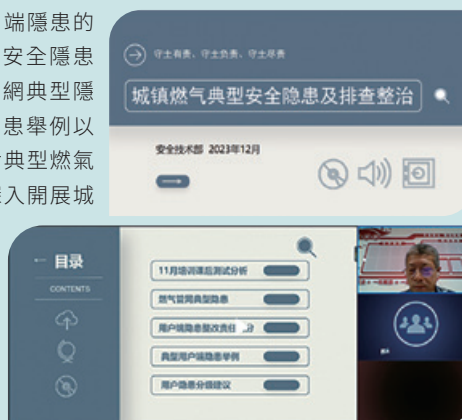 端隱患的
安全隱患
網典型隱
患舉例以
典型燃氣
入開展城
守土有责、守土负责、守土尽责
城镇燃气典型安全隐患及排查整治
安全技术部 2023年12月
← 目录
CONTENTS
11月培训课后测试分析
燃气管网典型隐患
用户端隐患整改责任
典型用户端隐患举例
用户隐患分级建议